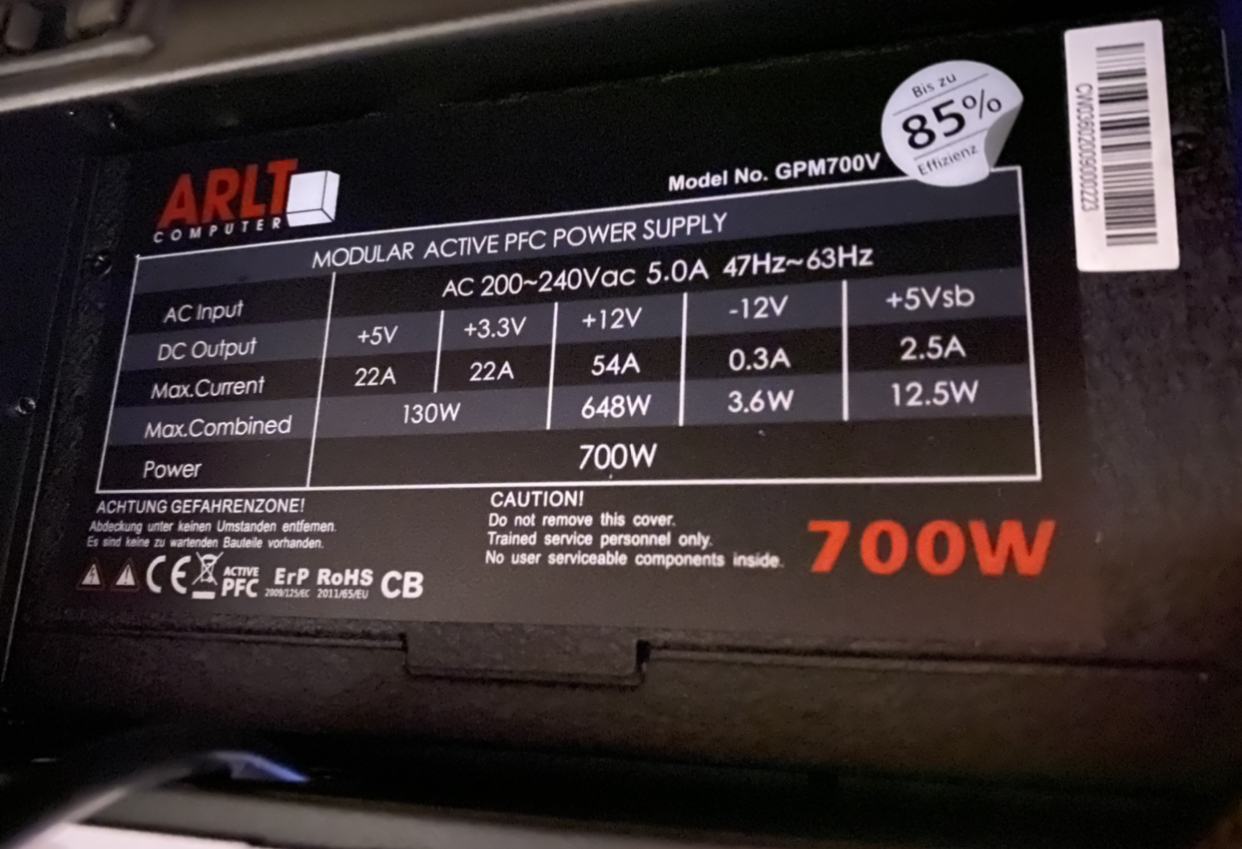 Bis zu
85%
Effizienz
CW03602009000223
ARLT
COMPUTER
Model No. GPM700V
MODULAR ACTIVE PFC POWER SUPPLY
AC Input AC 200~240Vac 5.0A 47Hz~63Hz
DC Output +5V +3.3V +12V -12V +5Vsb
Max.Current 22A 22A 54A 0.3A 2.5A
Max.Combined 130W 648W 3.6W 12.5W
Power 700W
ACHTUNG GEFAHRENZONE!
Abdeckung unter keinen Umstanden entfernen.
Es sind keine zu wartenden Bauteile vorhanden.
CAUTION!
Do not remove this cover.
Trained service personnel only.
No user serviceable components inside.
700W
CE ACTIVE PFC ErP RoHS CB
2009/125/EC 2011/65/EU